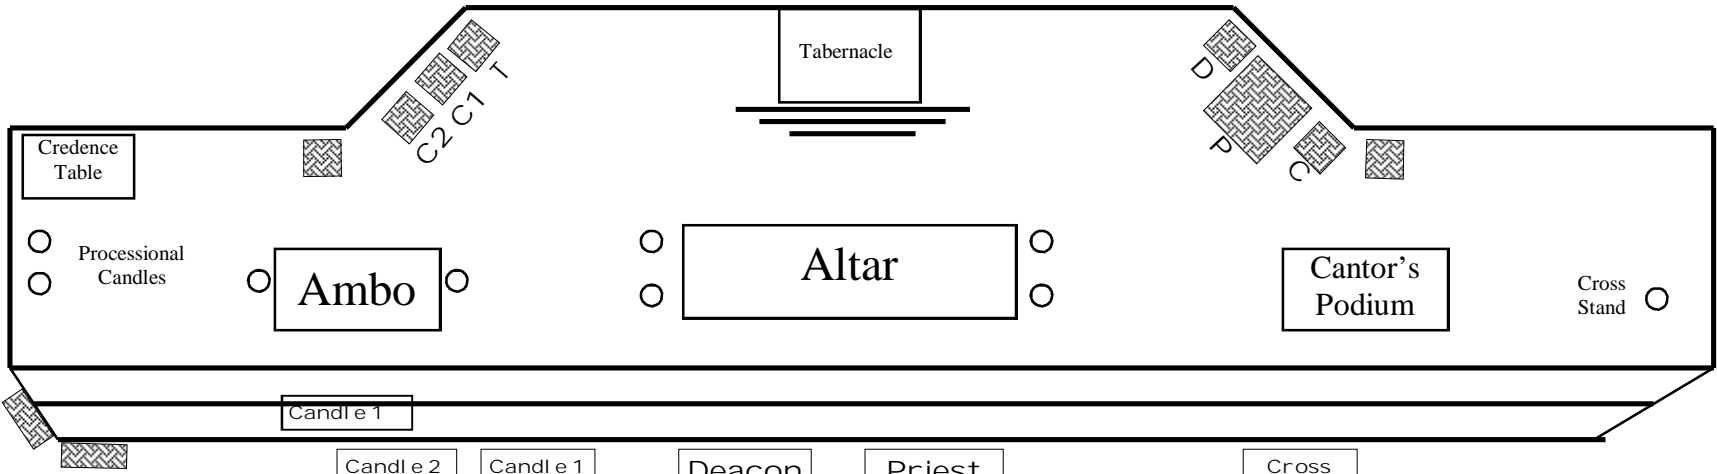 Tabernacle
T
C1
C2
D
P
C
Credence
Table
Processional
Candles
Ambo
Altar
Cantor's
Podium
Cross
Stand
Candle 1
Candle 2
Candle 1
Deacon
Priest
Cross